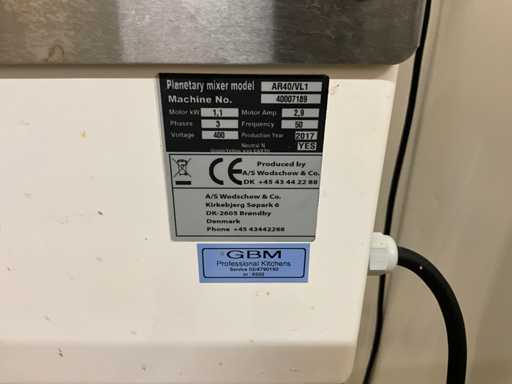 Planetary mixer model AR40/VL1
Machine No. 40007189
Motor kW 1,1 Motor Amp. 2,9
Phases 3 Frequency 50
Voltage 400 Production Year 2017
Neutral N YES
CE Produced by
A/S Wodschow & Co.
DK +45 43 44 22 88
A/S Wodschow & Co.
Kirkebjerg Søpark 6
DK-2605 Brøndby
Denmark
Phone +45 43442288
GBM
Professional Kitchens